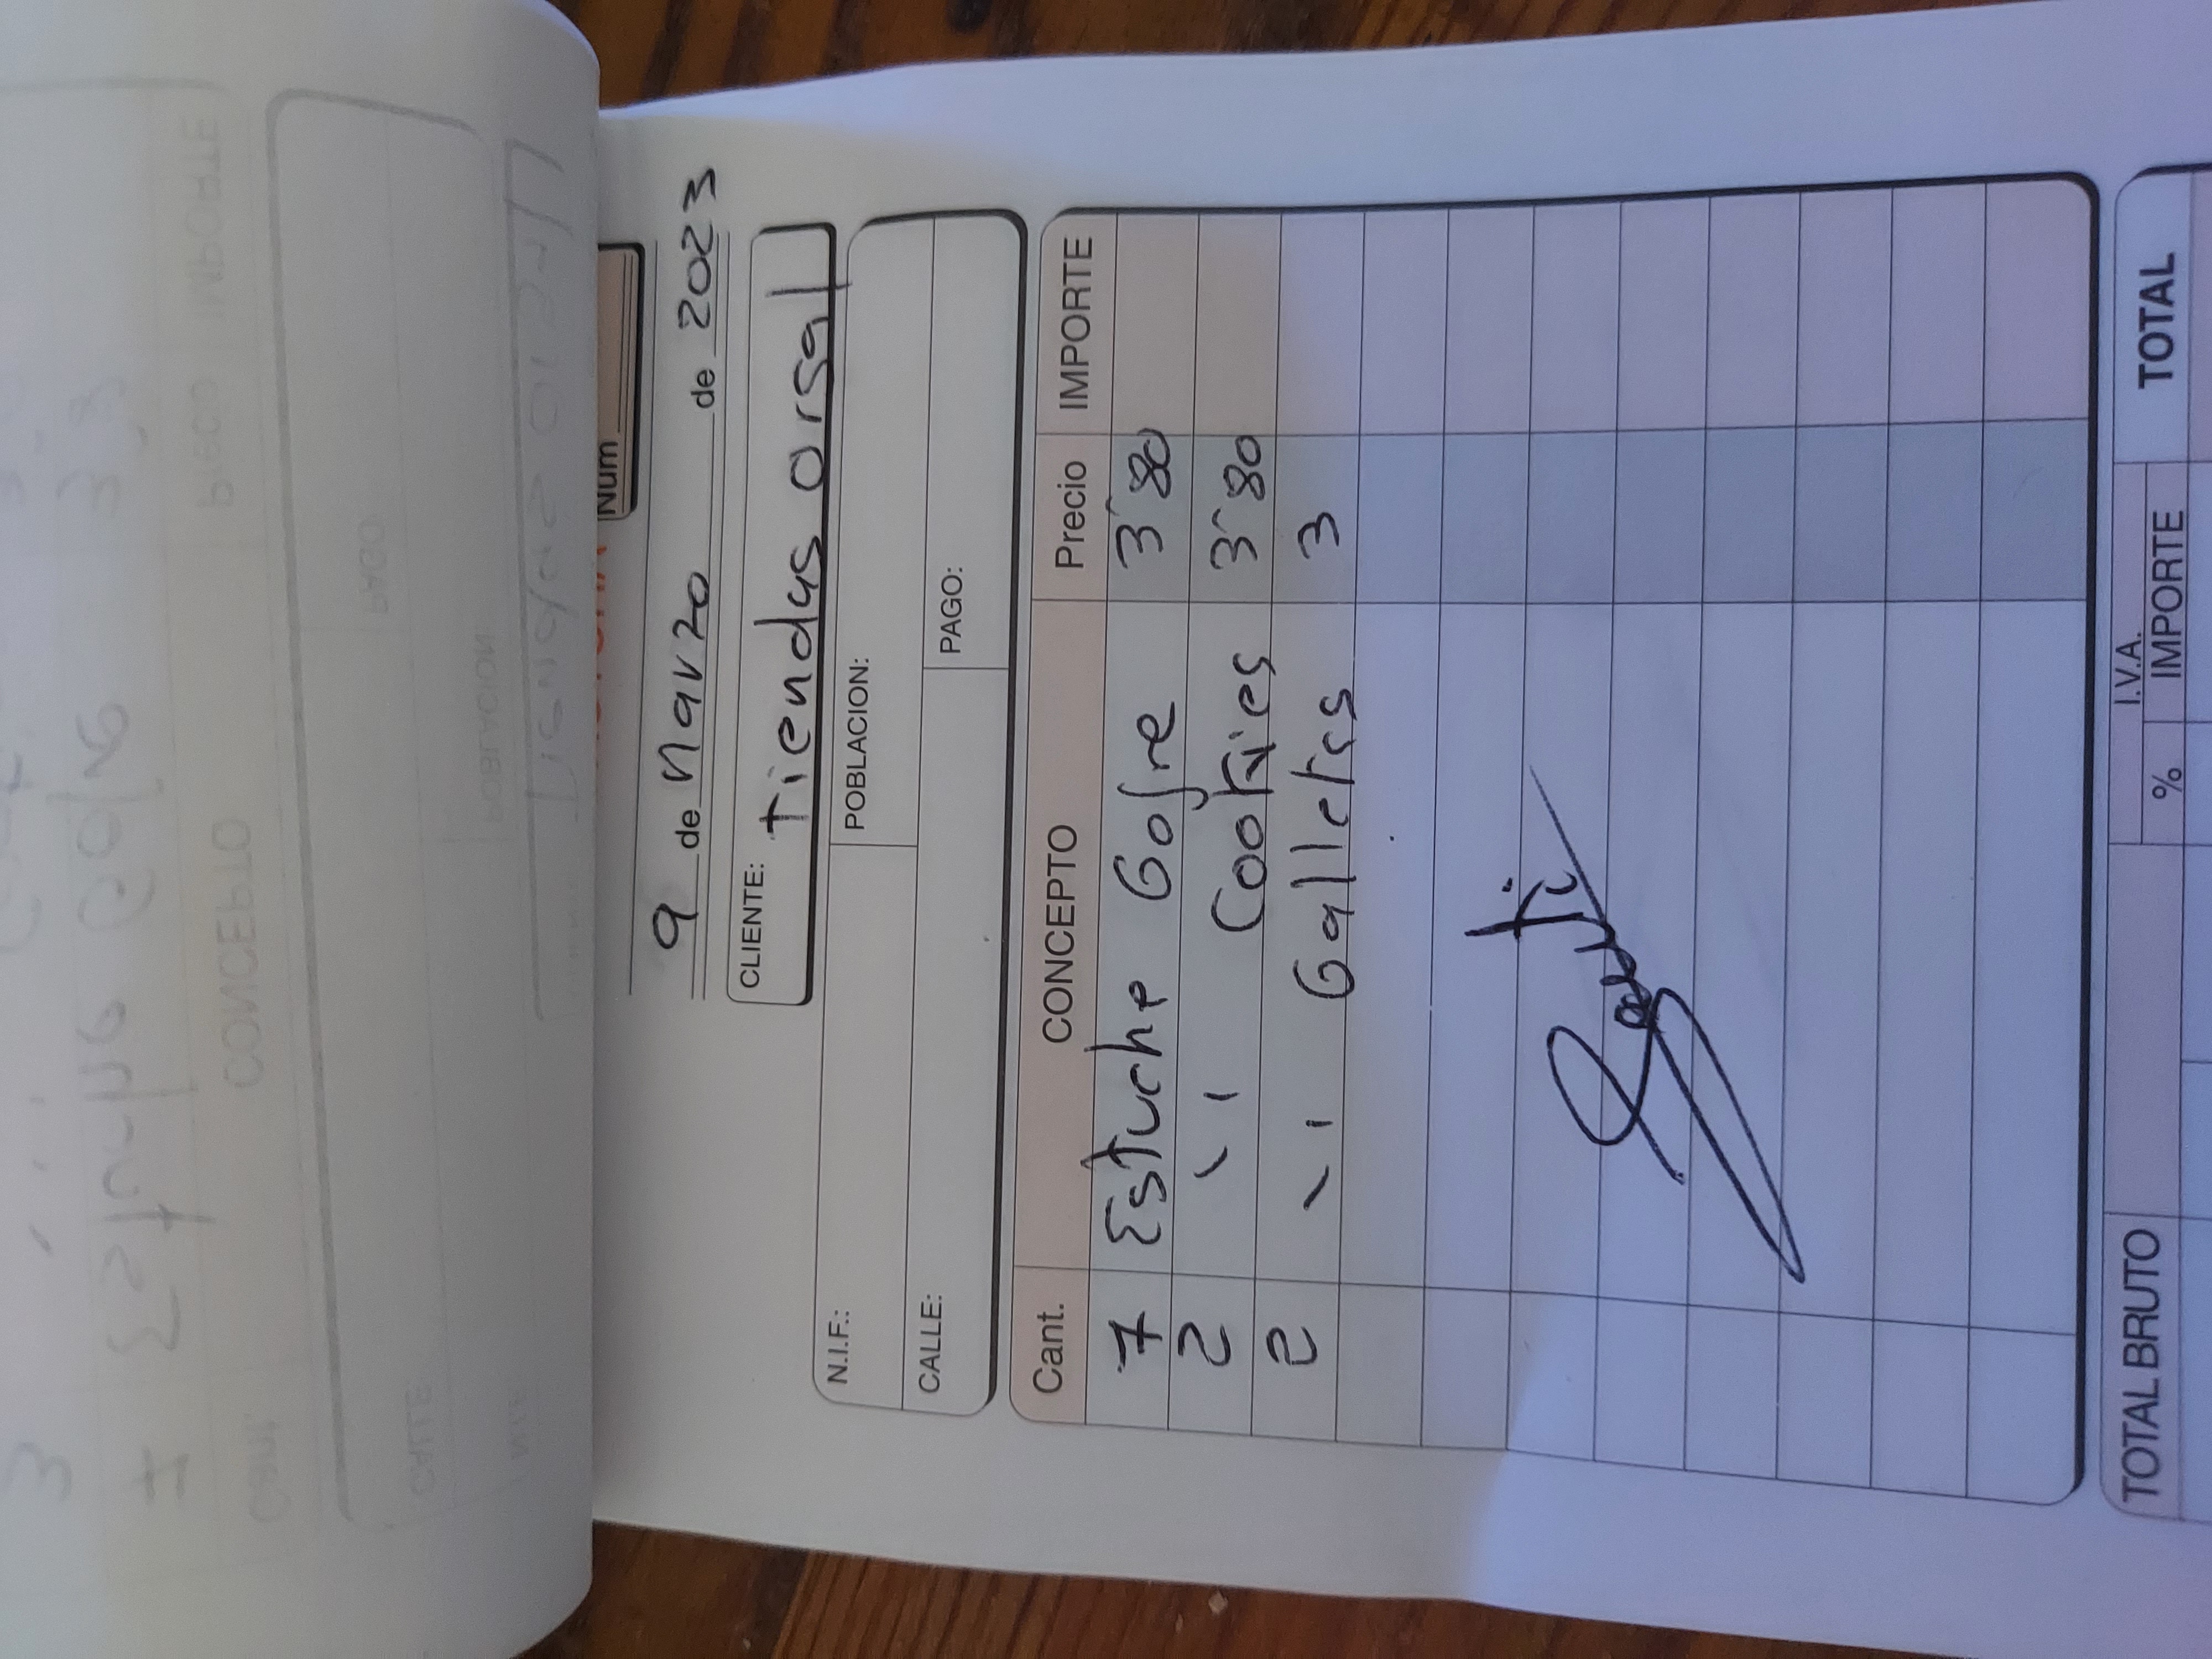 Num
9 de Marzo de 2023
CLIENTE: Tiendas Orsal
N.I.F.: POBLACION:
CALLE: PAGO:
Cant. CONCEPTO Precio IMPORTE
7 Estuche Gofre 3´80
2 \ ı Cookies 3´80
2 \ ı Galletas 3
TOTAL BRUTO I.V.A. TOTAL
% IMPORTE